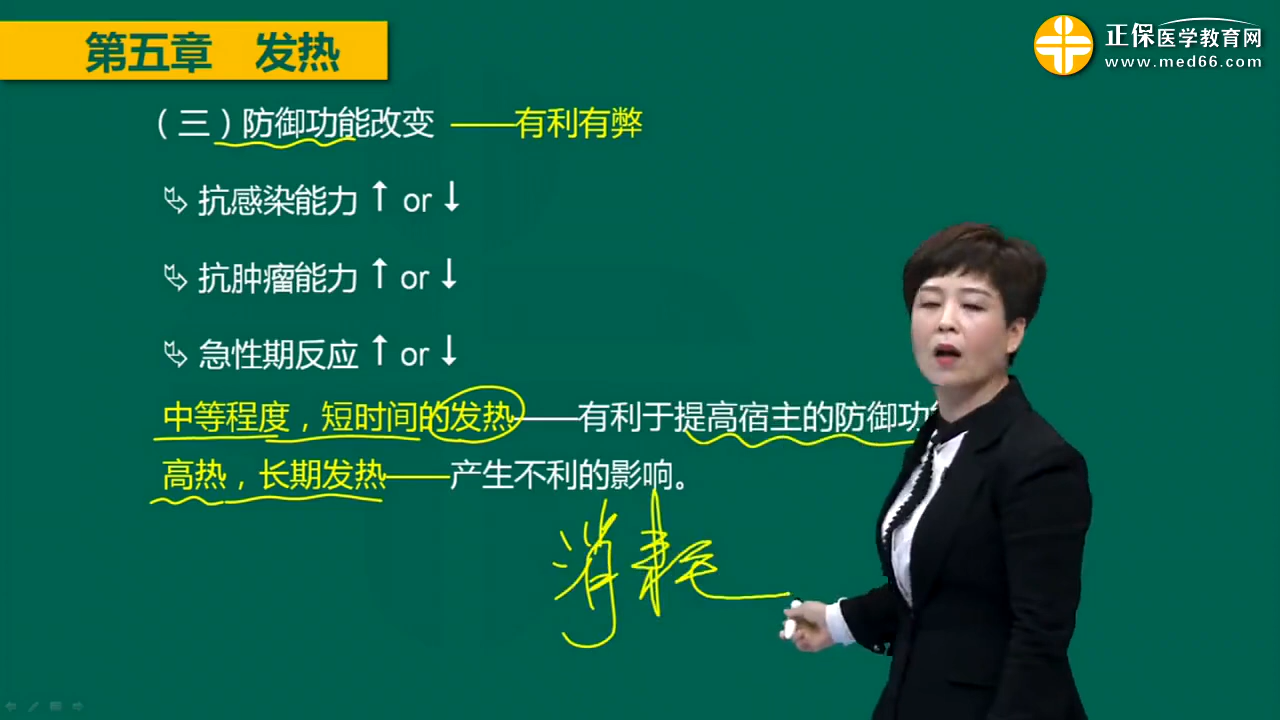 第五章 发热
正保医学教育网
www.med66.com
（三）防御功能改变 ——有利有弊
抗感染能力↑ or ↓
抗肿瘤能力↑ or ↓
急性期反应↑ or ↓
中等程度，短时间的发热——有利于提高宿主的防御功
高热，长期发热——产生不利的影响。
消耗